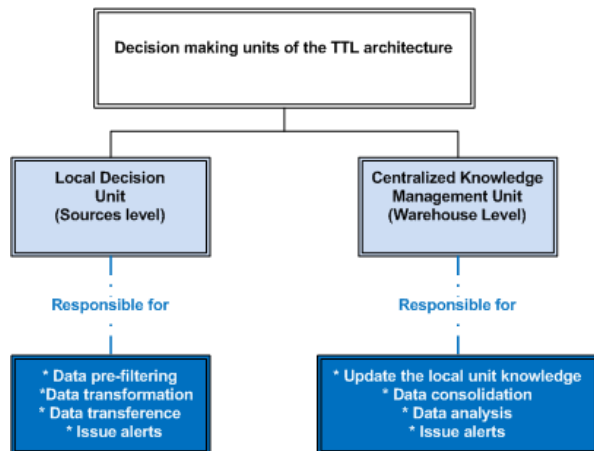 Decision making units of the TTL architecture
Local Decision
Unit
(Sources level)
Centralized Knowledge
Management Unit
(Warehouse Level)
Responsible for
Responsible for
* Data pre-filtering
*Data transformation
* Data transference
* Issue alerts
* Update the local unit knowledge
* Data consolidation
* Data analysis
* Issue alerts